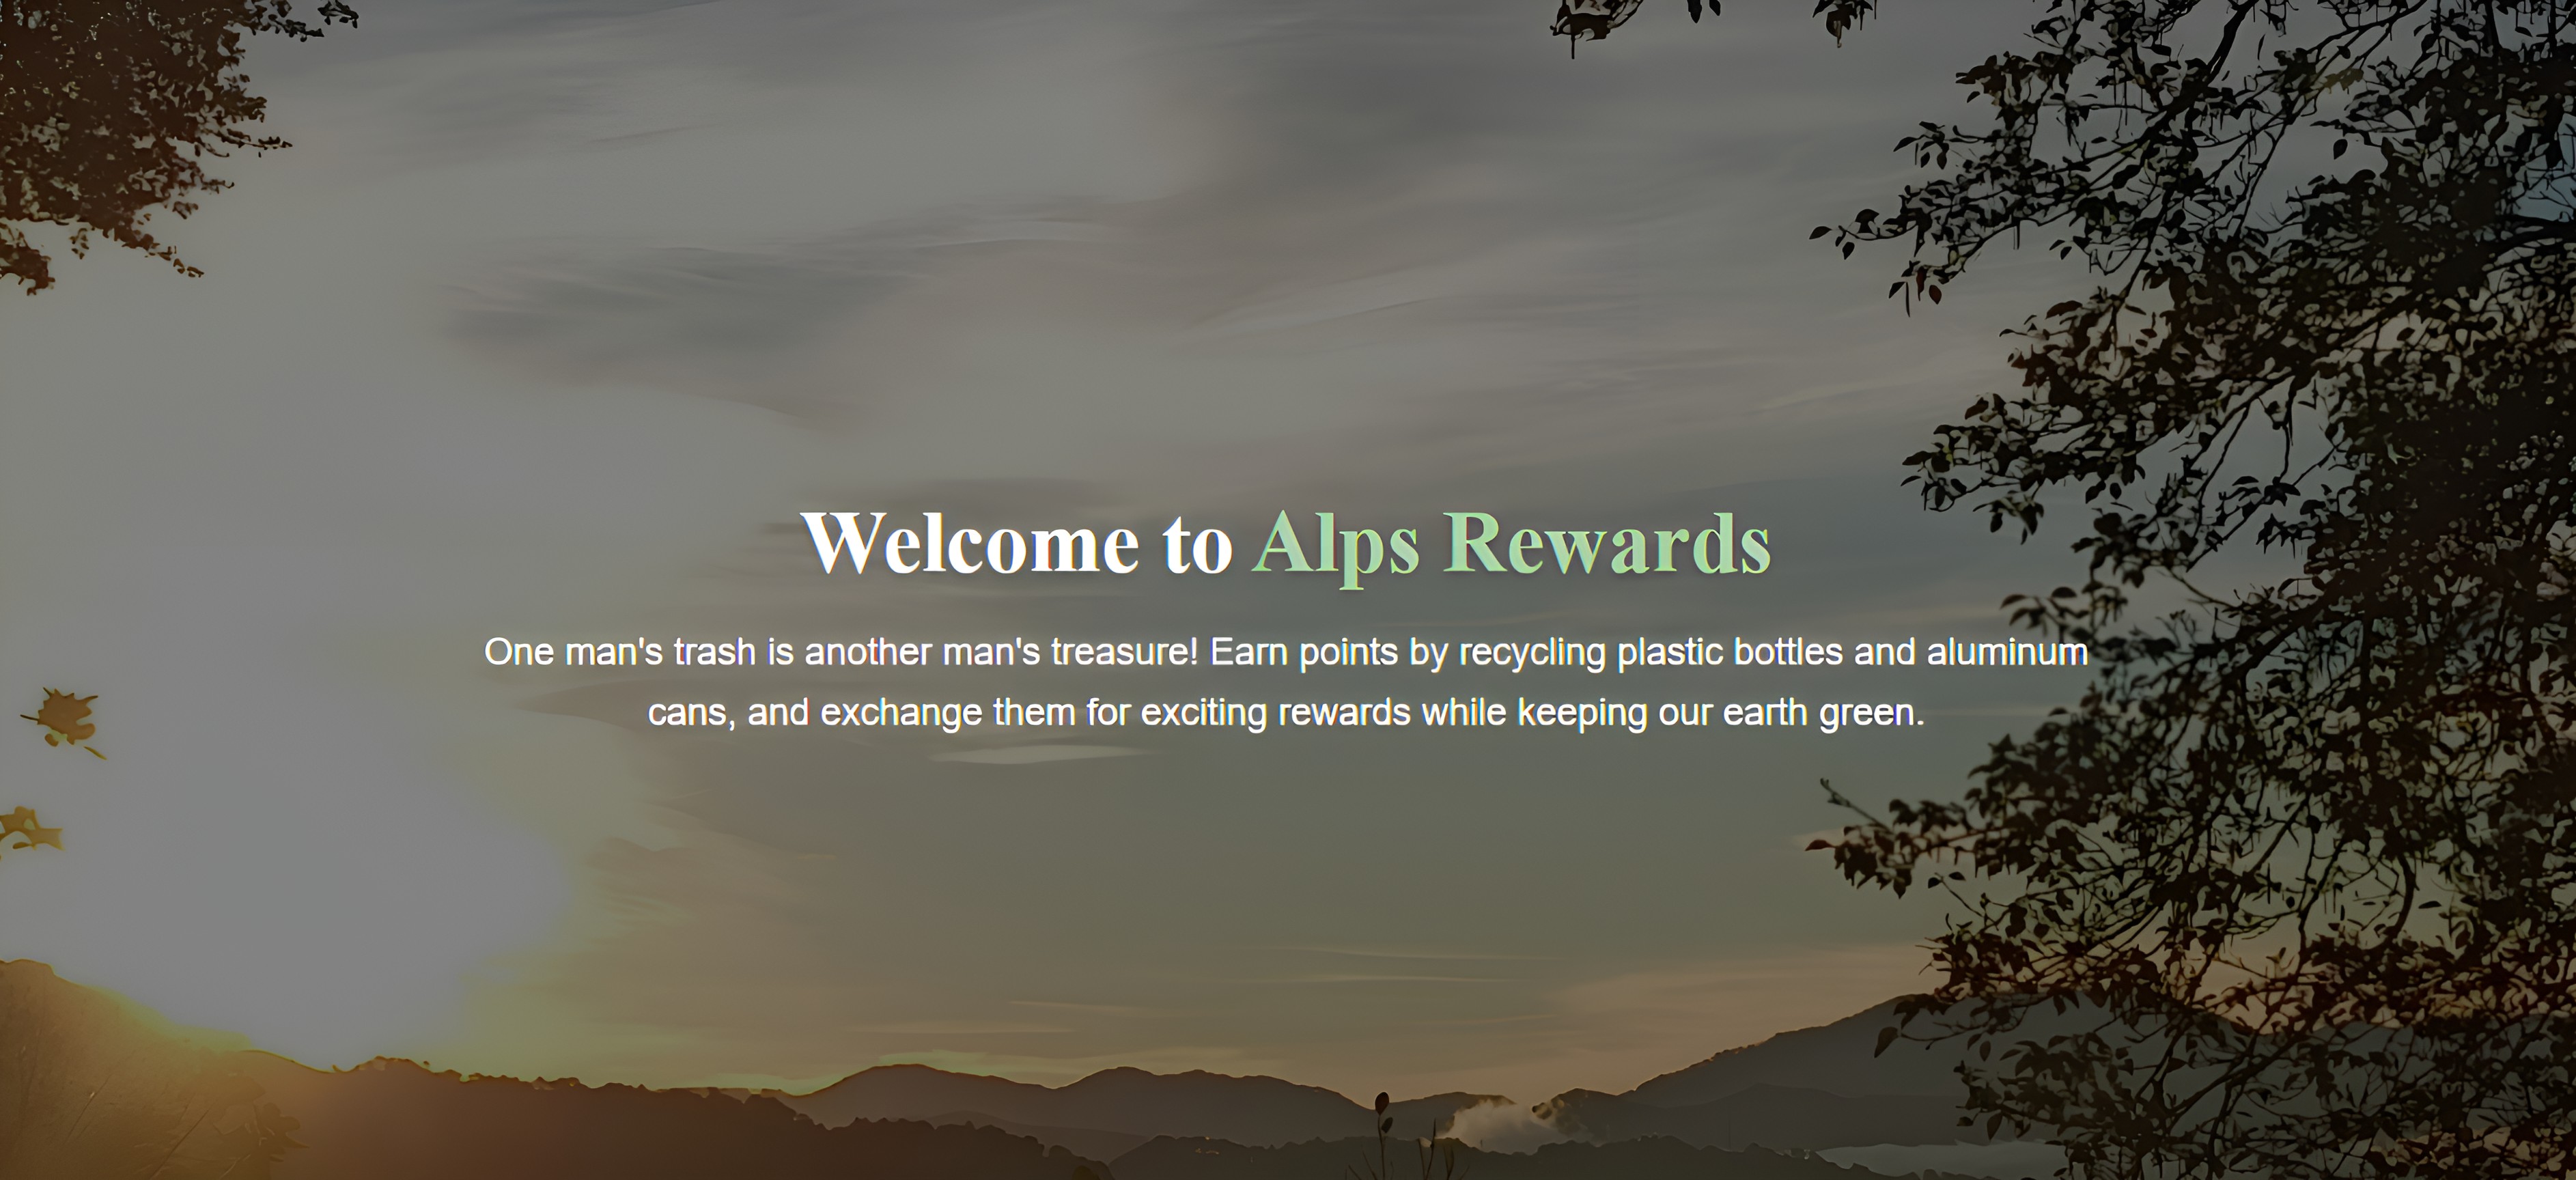 Welcome to Alps Rewards
One man's trash is another man's treasure! Earn points by recycling plastic bottles and aluminum
cans, and exchange them for exciting rewards while keeping our earth green.